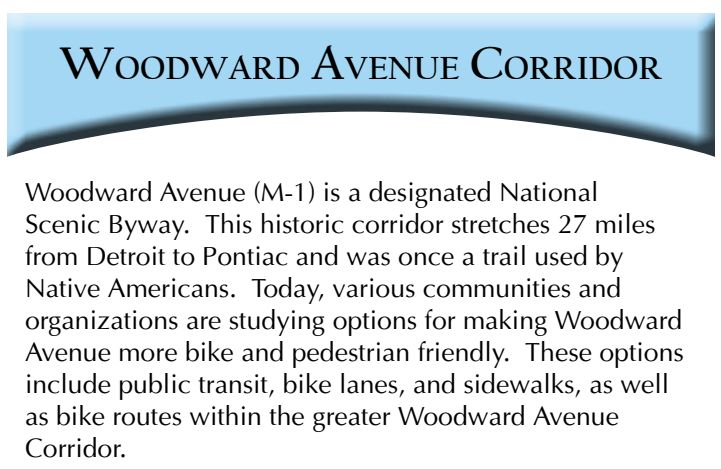 WOODWARD AVENUE CORRIDOR
Woodward Avenue (M-1) is a designated National
Scenic Byway.  This historic corridor stretches 27 miles
from Detroit to Pontiac and was once a trail used by
Native Americans.  Today, various communities and
organizations are studying options for making Woodward
Avenue more bike and pedestrian friendly.  These options
include public transit, bike lanes, and sidewalks, as well
as bike routes within the greater Woodward Avenue
Corridor.